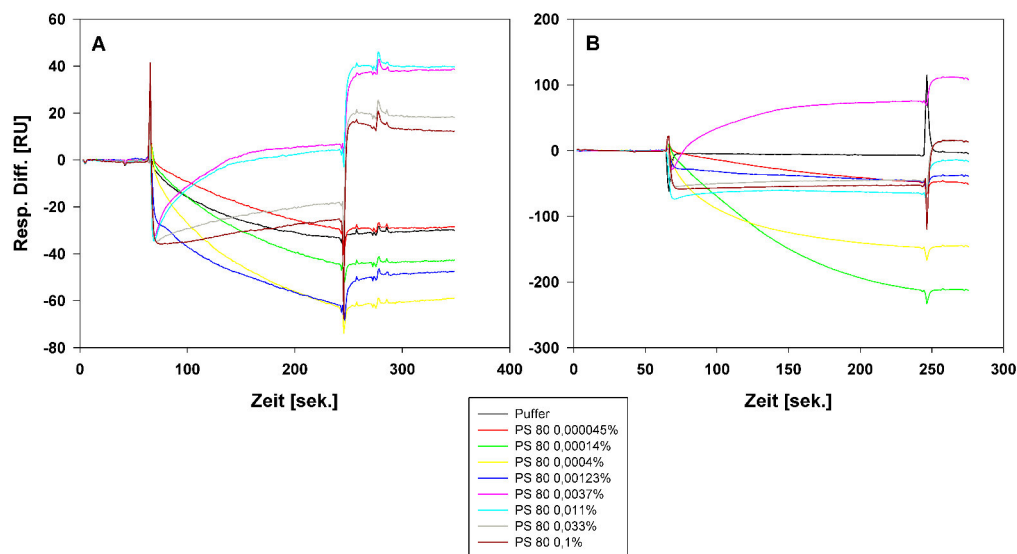 A
B
Resp. Diff. [RU]
60
40
20
0
-20
-40
-60
-80
0
100
200
300
400
Zeit [sek.]
200
100
0
-100
-200
-300
0
50
100
150
200
250
300
Zeit [sek.]
Puffer
PS 80 0,000045%
PS 80 0,00014%
PS 80 0,0004%
PS 80 0,00123%
PS 80 0,0037%
PS 80 0,011%
PS 80 0,033%
PS 80 0,1%